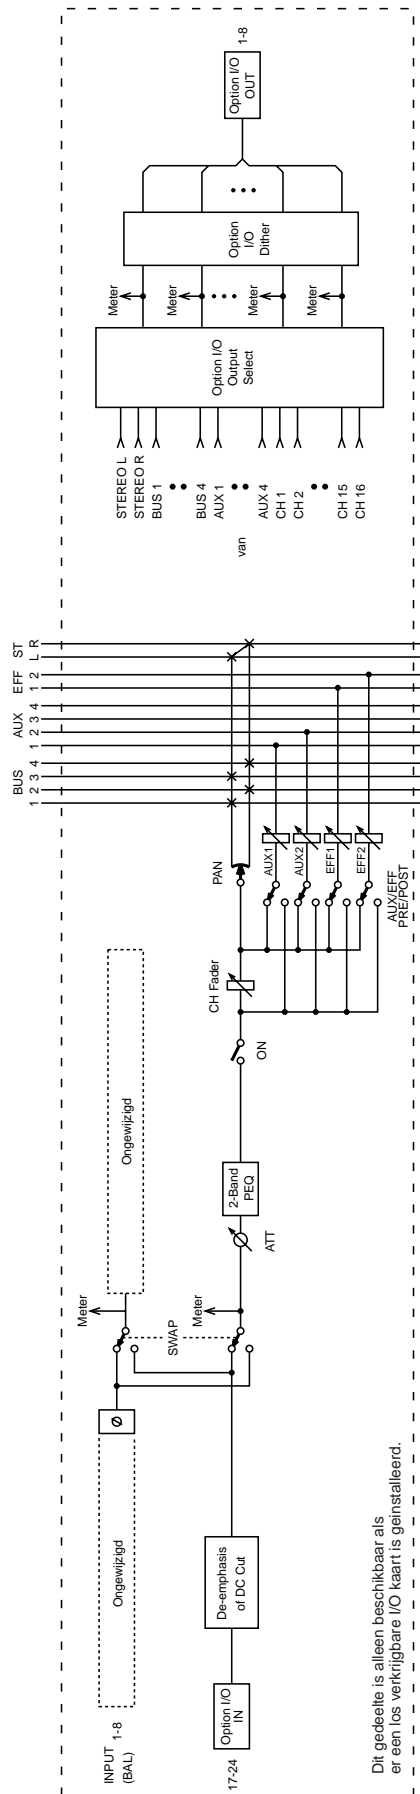 INPUT 1-8
(BAL)
Ongewijzigd
Ø
Meter
Ongewijzigd
SWAP
17-24
Option I/O
IN
De-emphasis
of DC Cut
Meter
ATT
2-Band
PEQ
ON
CH Fader
PAN
AUX1
AUX2
EFF1
EFF2
AUX/EFF
PRE/POST
BUS
AUX
EFF
ST
1
2
3
4
1
2
3
4
1
2
L
R
van
STEREO L
STEREO R
BUS 1
BUS 4
AUX 1
AUX 4
CH 1
CH 2
CH 15
CH 16
Option I/O
Output
Select
Meter
Meter
Meter
Meter
Option
I/O
Dither
Option I/O
OUT
1-8
Dit gedeelte is alleen beschikbaar als
er een los verkrijgbare I/O kaart is geinstalleerd.